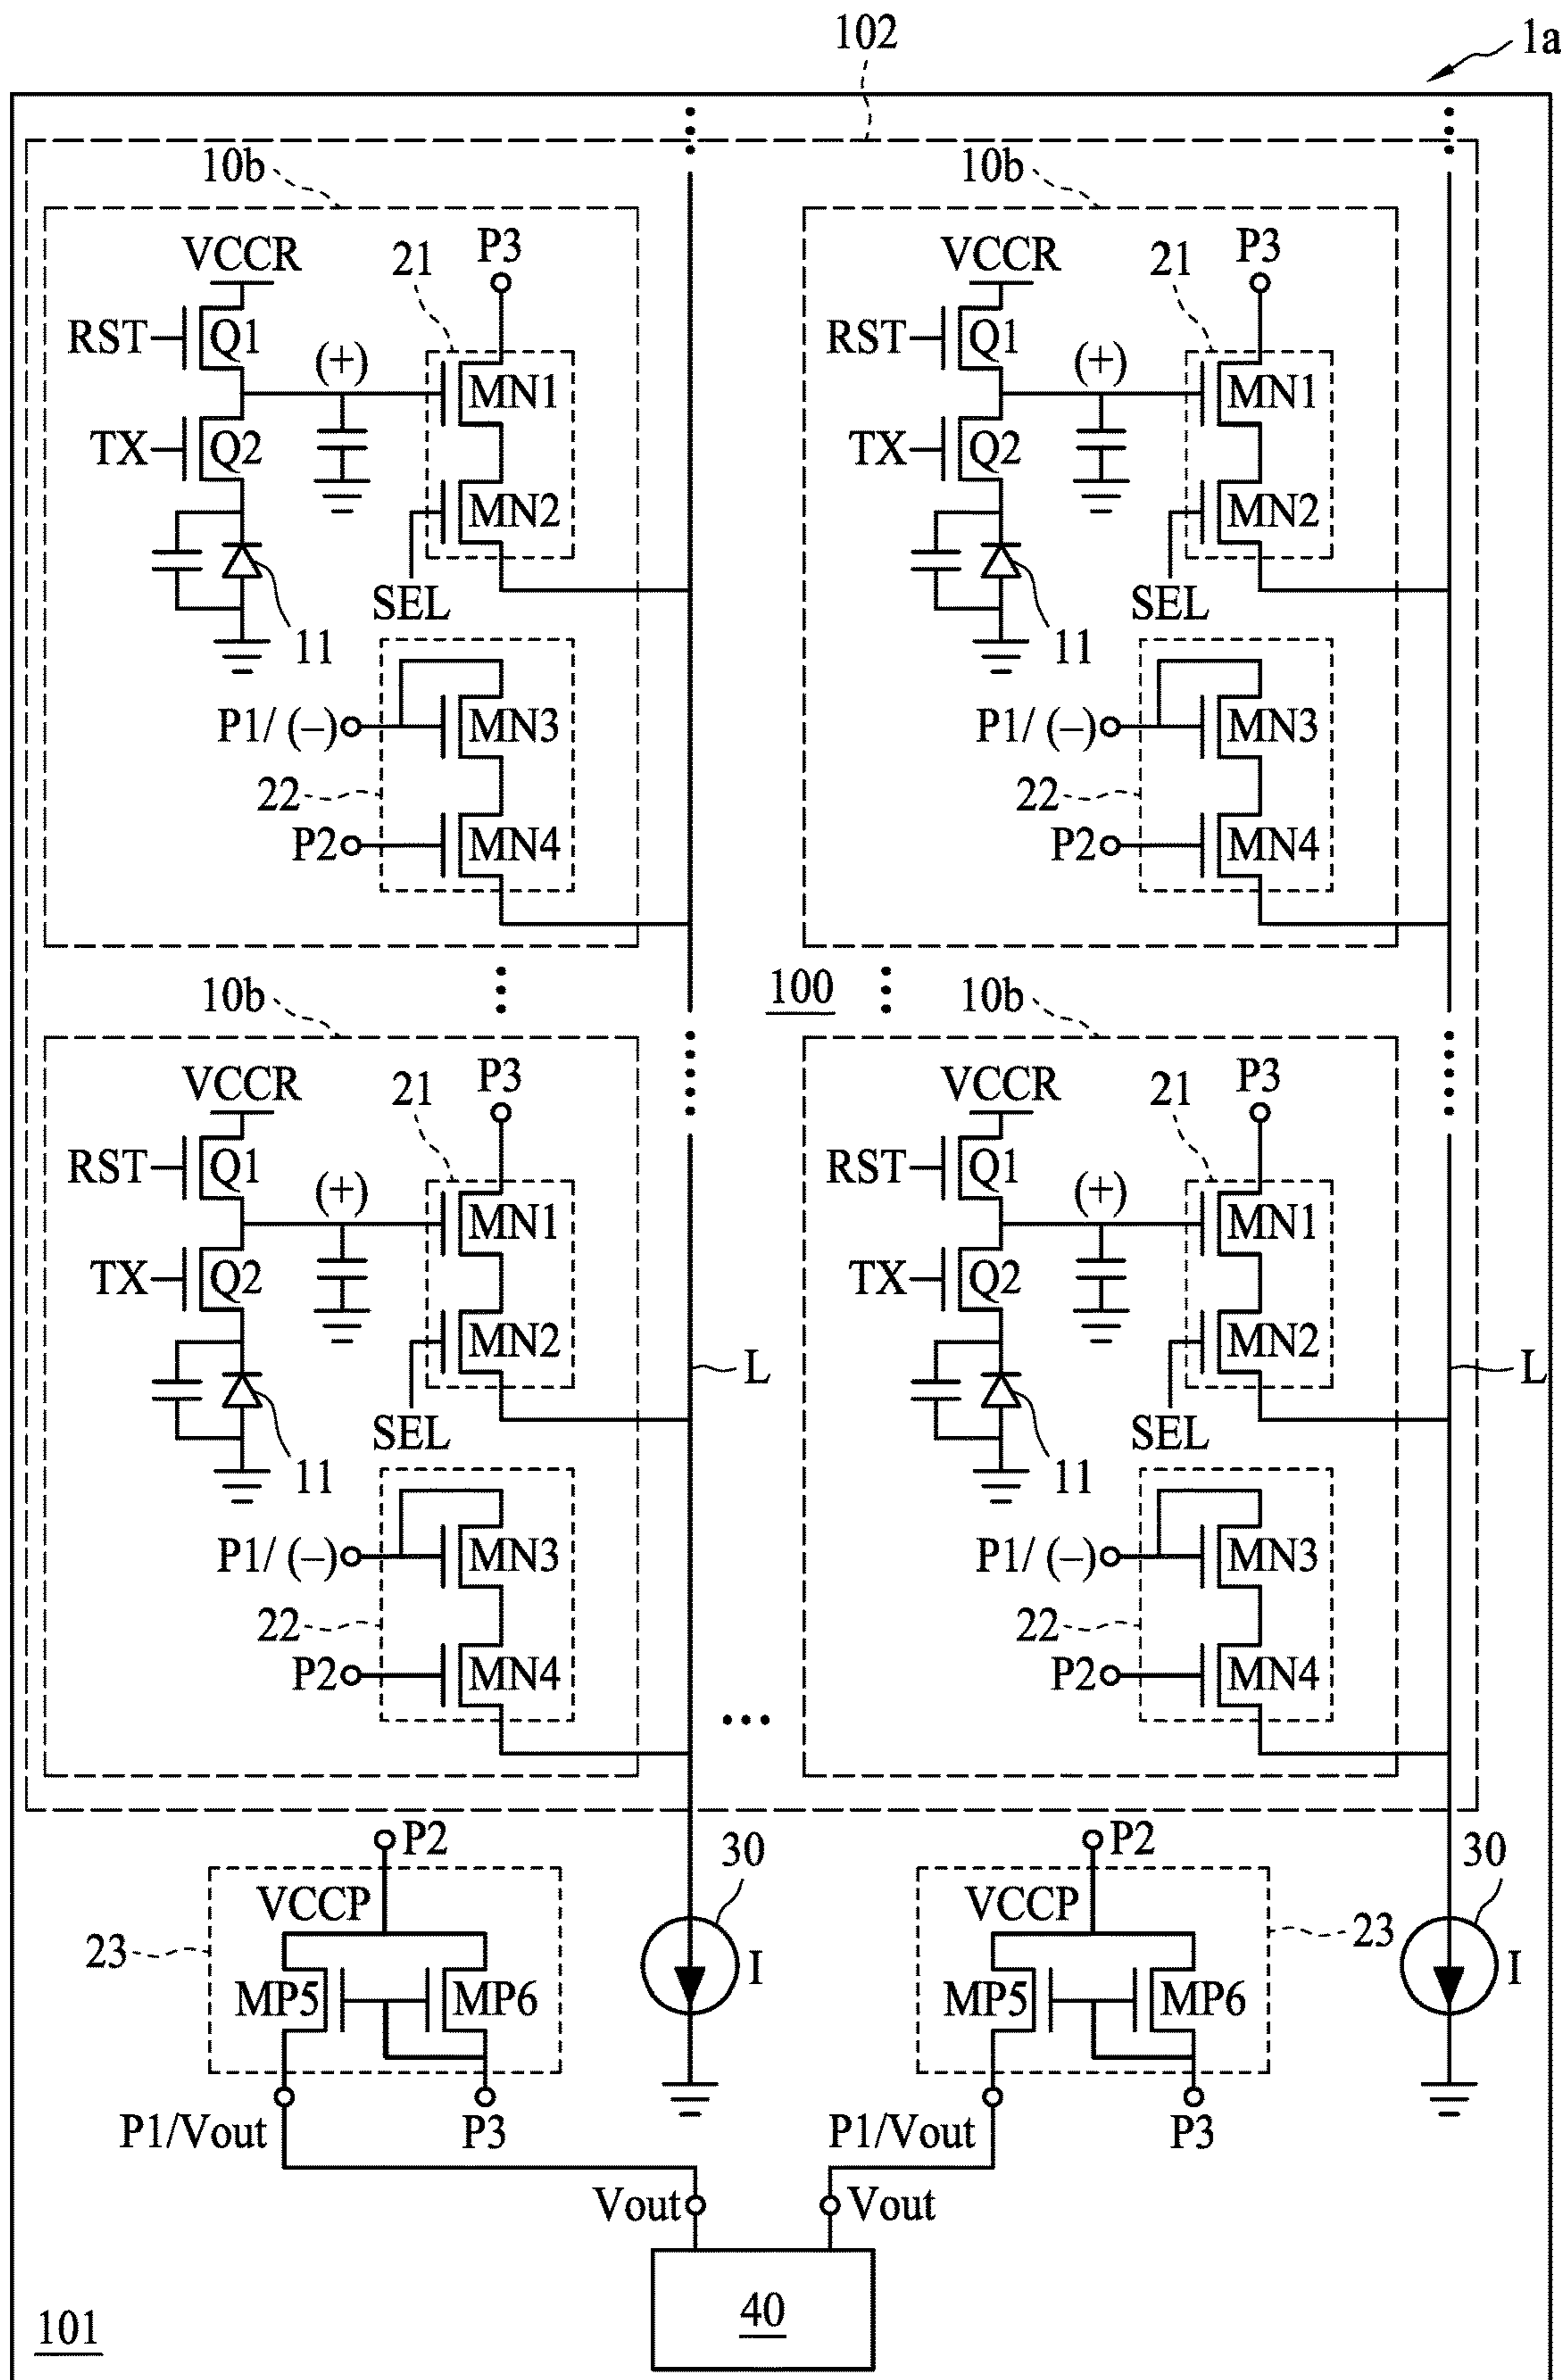 1a
102
10b 10b
VCCR 21 P3 VCCR 21 P3
RST Q1 (+) MN1 RST Q1 (+) MN1
TX Q2 MN2 TX Q2 MN2
SEL SEL
11 11
P1/ (–) MN3 P1/ (–) MN3
22 22
P2 MN4 P2 MN4
10b 100 10b
VCCR 21 P3 VCCR 21 P3
RST Q1 (+) MN1 RST Q1 (+) MN1
TX Q2 MN2 L TX Q2 MN2 L
SEL SEL
11 11
P1/ (–) MN3 P1/ (–) MN3
22 22
P2 MN4 P2 MN4
P2 30 P2 30
VCCP VCCP
23 23
MP5 MP6 I MP5 MP6 I
P1/Vout P3 P1/Vout P3
Vout Vout
40
101